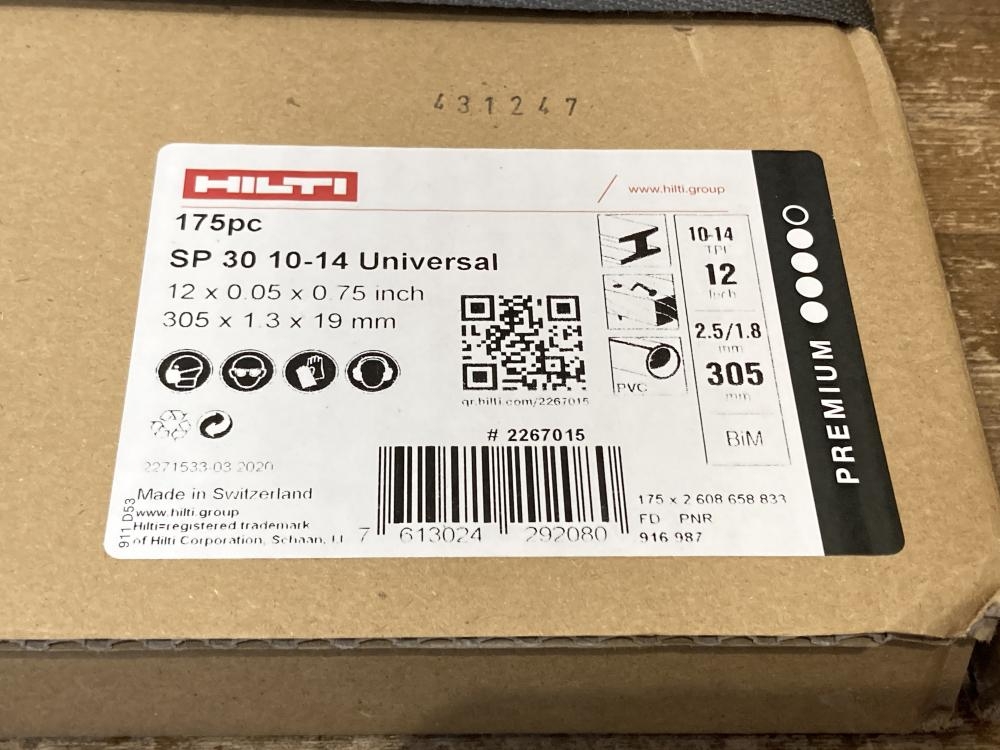 431247
HILTI
www.hilti.group
175pc
SP 30 10-14 Universal
12 x 0.05 x 0.75 inch
305 x 1.3 x 19 mm
PVC
10-14
TPI
12
Inch
2.5/1.8
mm
305
mm
BiM
PREMIUM
qr.hilti.com/2267015
# 2267015
2271533-03.2020
Made in Switzerland
www.hilti.group
Hilti=registered trademark
of Hilti Corporation, Schaan, LI
911 D53
7 613024 292080
175 x 2 608 658 833
FD PNR
916 987